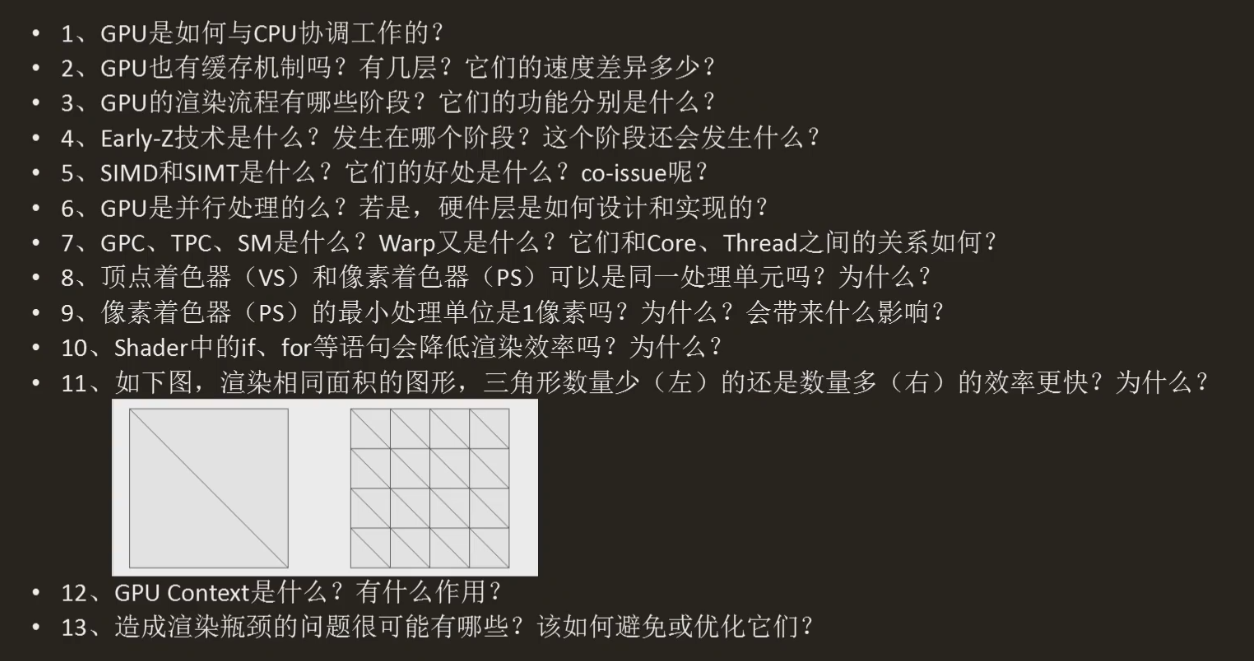 • 1、GPU是如何与CPU协调工作的？
• 2、GPU也有缓存机制吗？有几层？它们的速度差异多少？
• 3、GPU的渲染流程有哪些阶段？它们的功能分别是什么？
• 4、Early-Z技术是什么？发生在哪个阶段？这个阶段还会发生什么？
• 5、SIMD和SIMT是什么？它们的好处是什么？co-issue呢？
• 6、GPU是并行处理的么？若是，硬件层是如何设计和实现的？
• 7、GPC、TPC、SM是什么？Warp又是什么？它们和Core、Thread之间的关系如何？
• 8、顶点着色器（VS）和像素着色器（PS）可以是同一处理单元吗？为什么？
• 9、像素着色器（PS）的最小处理单位是1像素吗？为什么？会带来什么影响？
• 10、Shader中的if、for等语句会降低渲染效率吗？为什么？
• 11、如下图，渲染相同面积的图形，三角形数量少（左）的还是数量多（右）的效率更快？为什么？
• 12、GPU Context是什么？有什么作用？
• 13、造成渲染瓶颈的问题很可能有哪些？该如何避免或优化它们？